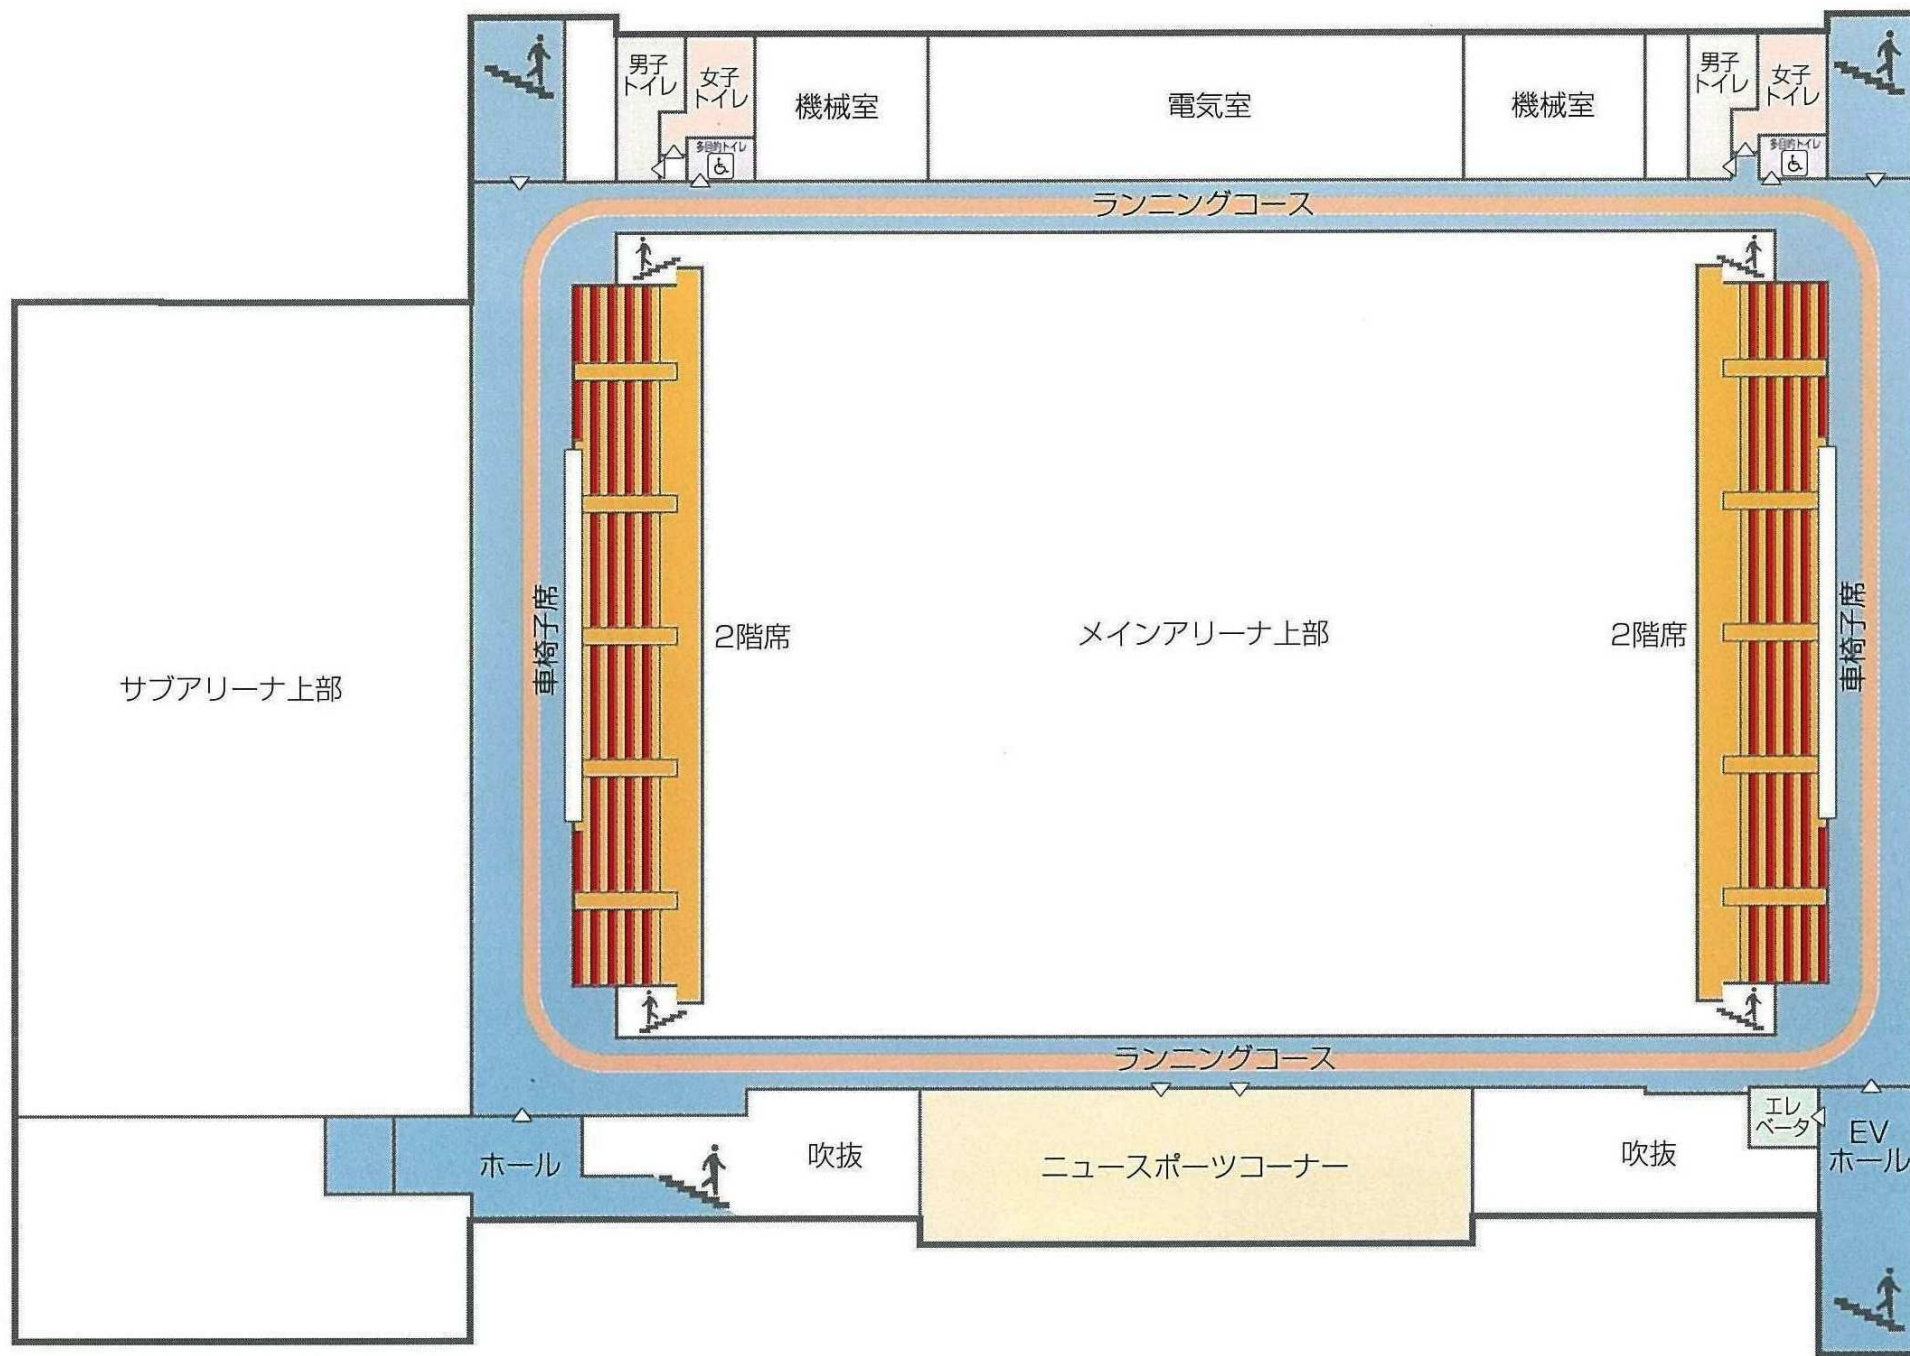 男子
トイレ
女子
トイレ
多目的トイレ
機械室
電気室
機械室
男子
トイレ
女子
トイレ
多目的トイレ
ランニングコース
車椅子席
2階席
メインアリーナ上部
2階席
車椅子席
サブアリーナ上部
ランニングコース
ホール
吹抜
ニュースポーツコーナー
吹抜
エレ
ベータ
EV
ホール